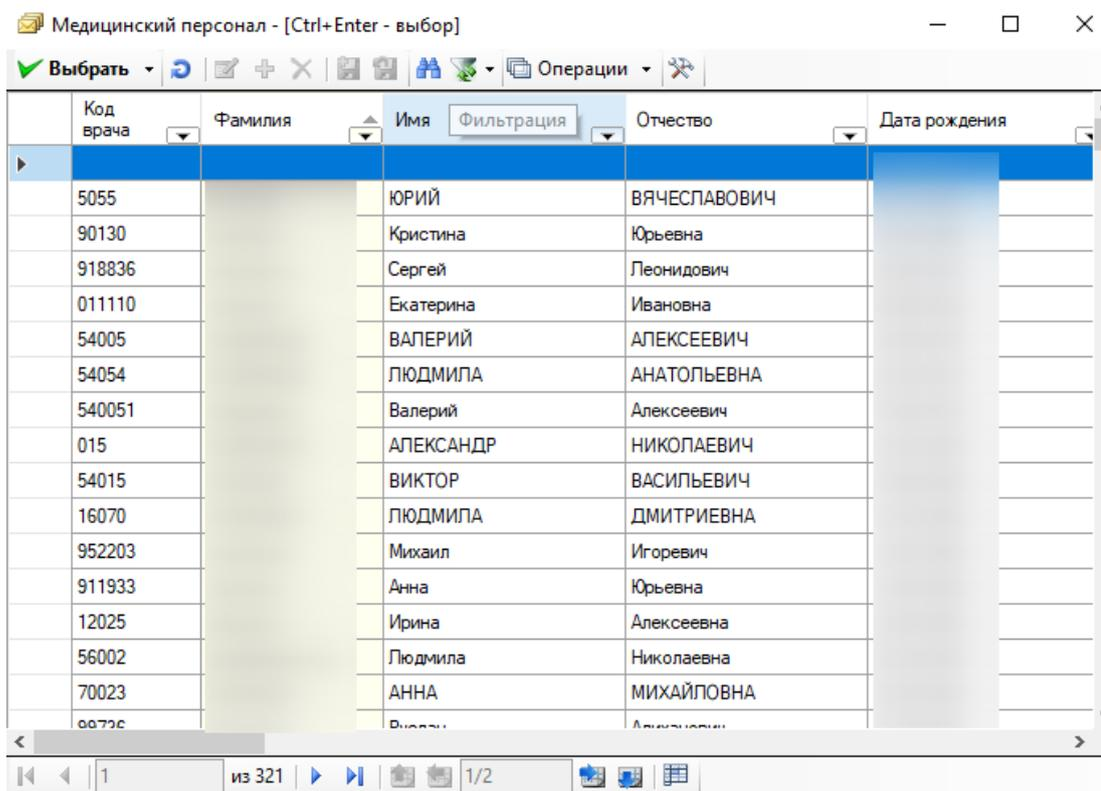 Медицинский персонал - [Ctrl+Enter - выбор]
Выбрать Операции
Код врача Фамилия Имя Фильтрация Отчество Дата рождения
5055 ЮРИЙ ВЯЧЕСЛАВОВИЧ
90130 Кристина Юрьевна
918836 Сергей Леонидович
011110 Екатерина Ивановна
54005 ВАЛЕРИЙ АЛЕКСЕЕВИЧ
54054 ЛЮДМИЛА АНАТОЛЬЕВНА
540051 Валерий Алексеевич
015 АЛЕКСАНДР НИКОЛАЕВИЧ
54015 ВИКТОР ВАСИЛЬЕВИЧ
16070 ЛЮДМИЛА ДМИТРИЕВНА
952203 Михаил Игоревич
911933 Анна Юрьевна
12025 Ирина Алексеевна
56002 Людмила Николаевна
70023 АННА МИХАЙЛОВНА
1 из 321 1/2